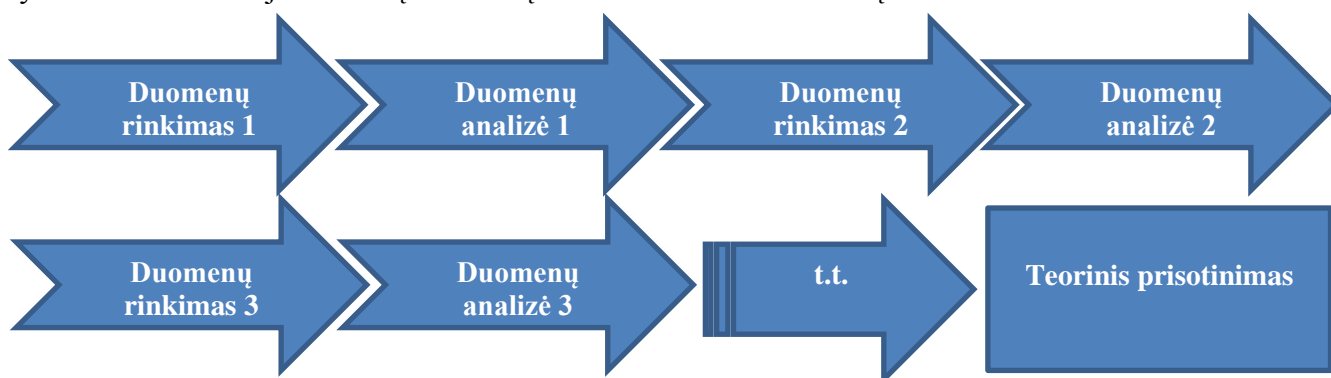 Duomenų
rinkimas 1
Duomenų
analizė 1
Duomenų
rinkimas 2
Duomenų
analizė 2
Duomenų
rinkimas 3
Duomenų
analizė 3
t.t.
Teorinis prisotinimas